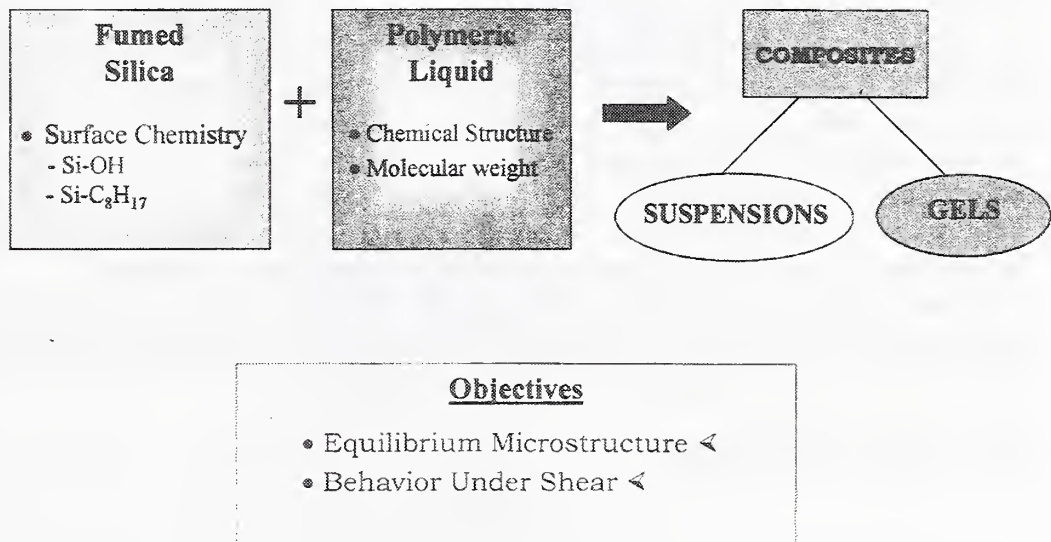 Fumed
Silica
• Surface Chemistry
- Si-OH
- Si-C₈H₁₇
+
Polymeric
Liquid
• Chemical Structure
• Molecular weight
COMPOSITES
SUSPENSIONS
GELS
Objectives
• Equilibrium Microstructure ⋖
• Behavior Under Shear ⋖